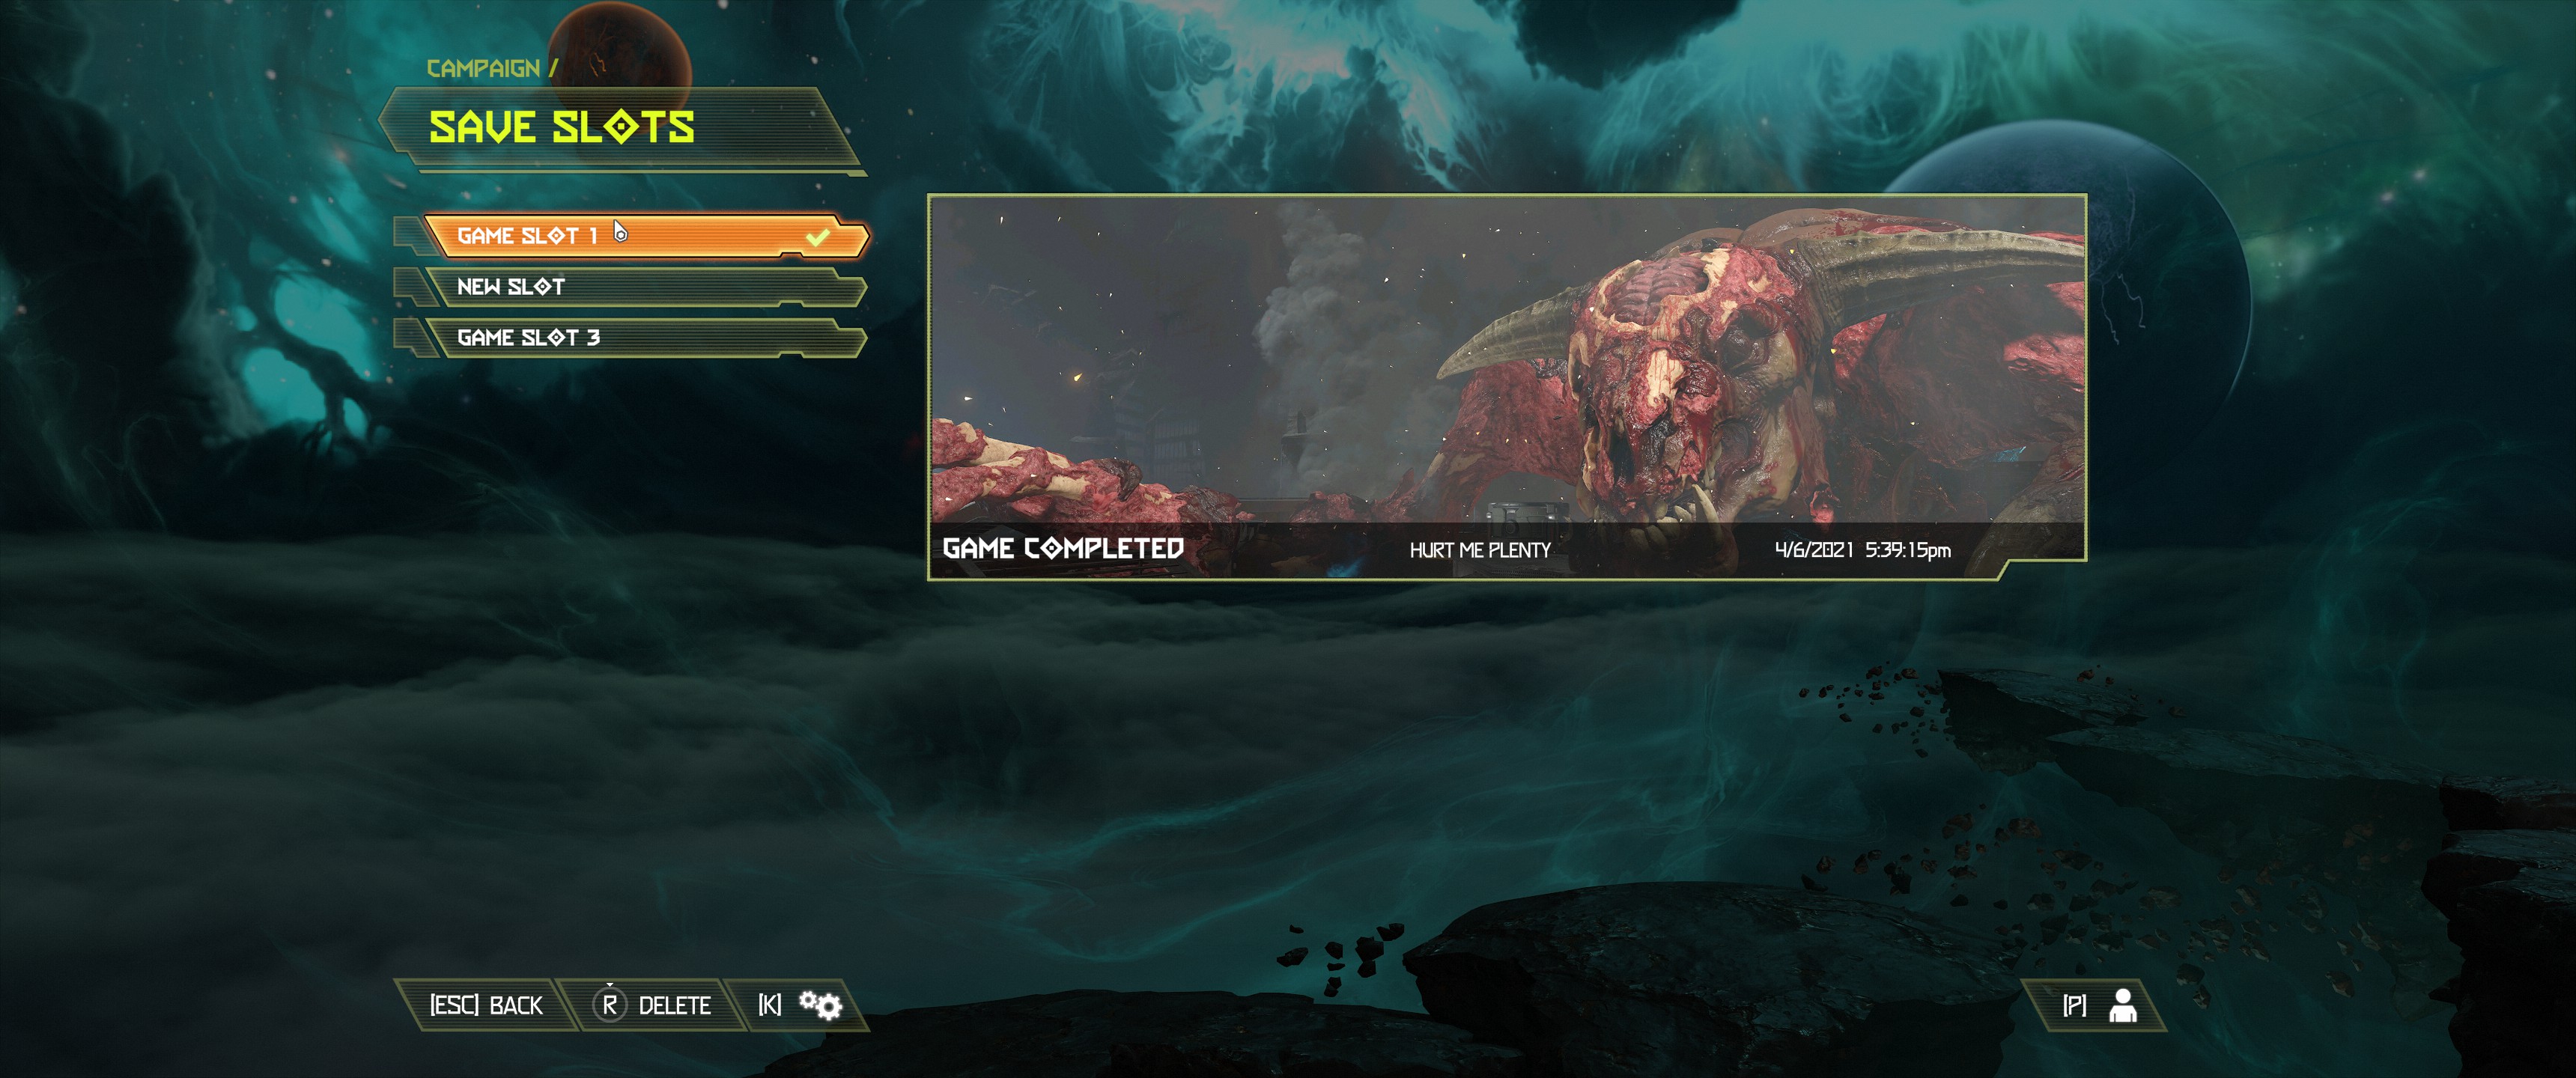 CAMPAIGN /
SAVE SLOTS
GAME SLOT 1
NEW SLOT
GAME SLOT 3
GAME COMPLETED
HURT ME PLENTY
4/6/2021 5:39:15pm
[ESC] BACK
R DELETE
[K]
[P]